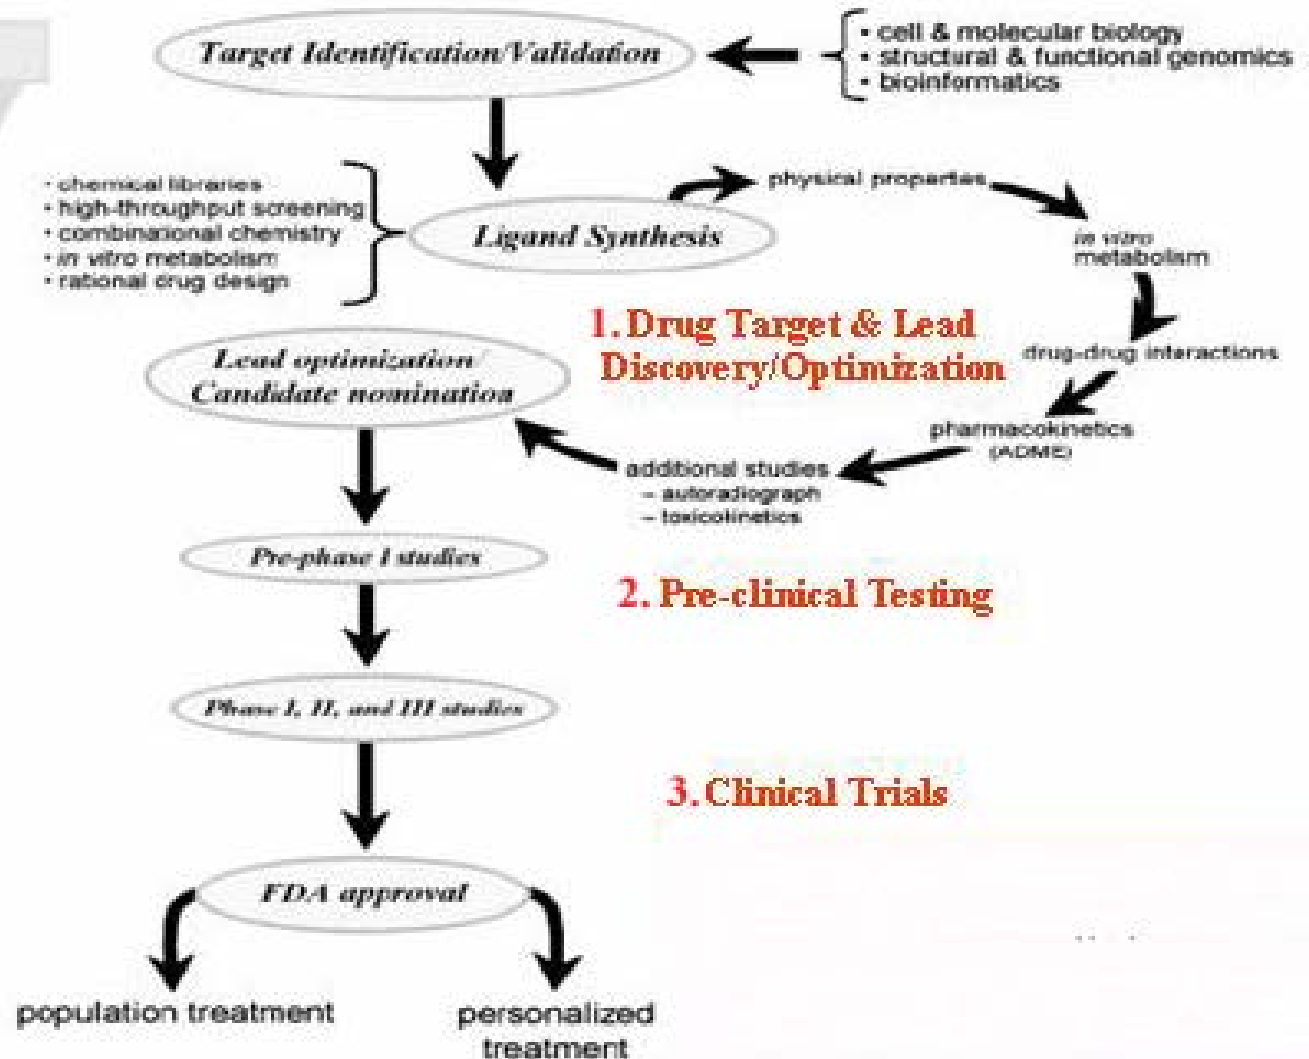 Target Identification/Validation
• cell & molecular biology
• structural & functional genomics
• bioinformatics
• chemical libraries
• high-throughput screening
• combinational chemistry
• in vitro metabolism
• rational drug design
Ligand Synthesis
physical properties
in vitro
metabolism
drug-drug interactions
pharmacokinetics
(ADME)
additional studies
– autoradiograph
– toxicokinetics
1. Drug Target & Lead
Discovery/Optimization
Lead optimization/
Candidate nomination
Pre-phase I studies
2. Pre-clinical Testing
Phase I, II, and III studies
3. Clinical Trials
FDA approval
population treatment
personalized
treatment